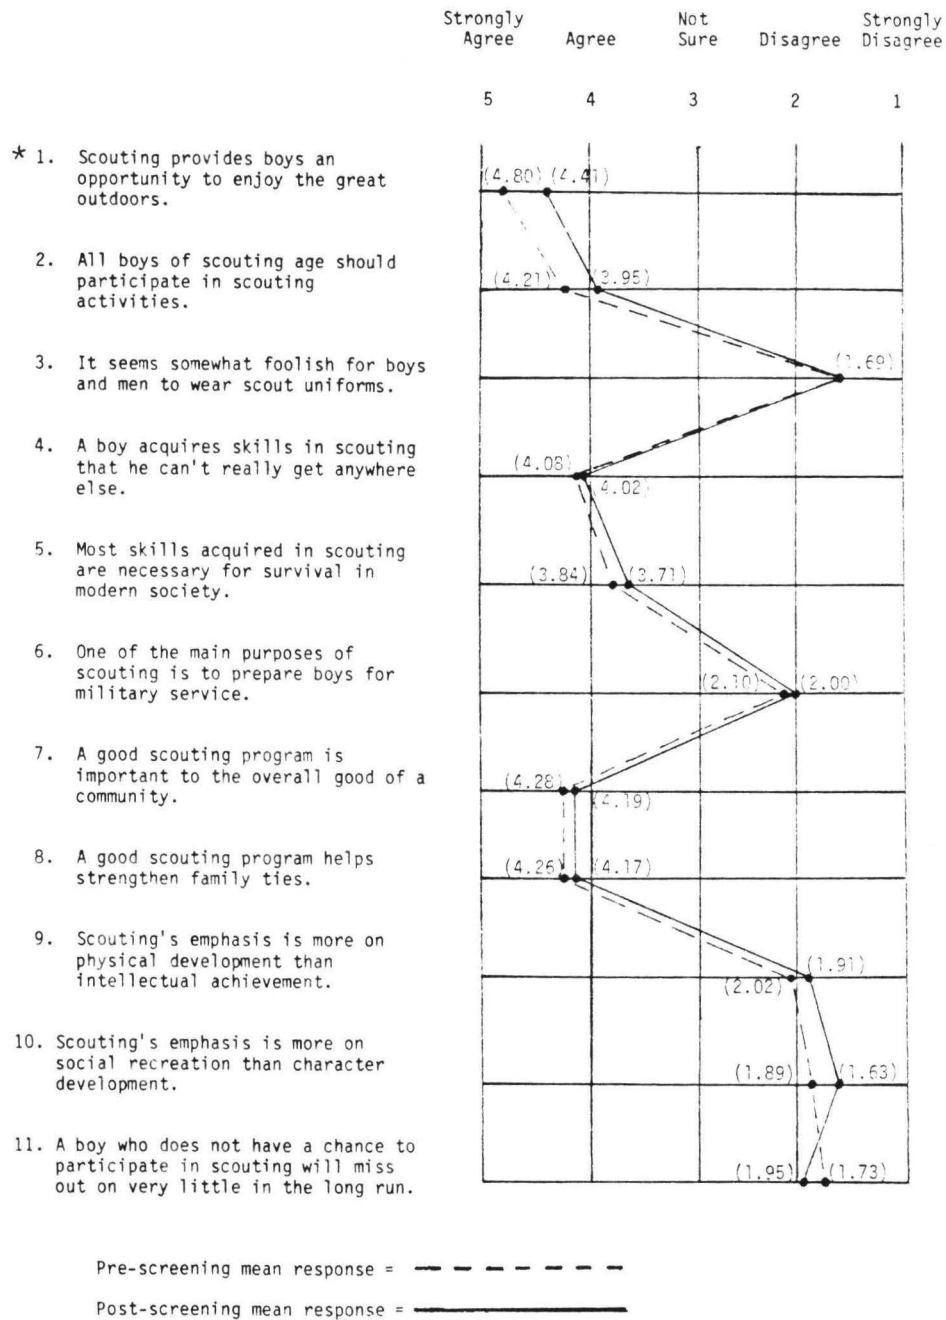 Strongly Agree Agree Not Sure Disagree Strongly Disagree
5 4 3 2 1
* 1. Scouting provides boys an
opportunity to enjoy the great
outdoors.
(4.80) (4.41)
2. All boys of scouting age should
participate in scouting
activities.
(4.21) (3.95)
3. It seems somewhat foolish for boys
and men to wear scout uniforms.
(1.69)
4. A boy acquires skills in scouting
that he can't really get anywhere
else.
(4.08)
4.02)
5. Most skills acquired in scouting
are necessary for survival in
modern society.
(3.84) (3.71)
6. One of the main purposes of
scouting is to prepare boys for
military service.
(2.10) (2.00)
7. A good scouting program is
important to the overall good of a
community.
(4.28)
(4.19)
8. A good scouting program helps
strengthen family ties.
(4.26) (4.17)
9. Scouting's emphasis is more on
physical development than
intellectual achievement.
(1.91)
(2.02)
10. Scouting's emphasis is more on
social recreation than character
development.
(1.89) (1.63)
11. A boy who does not have a chance to
participate in scouting will miss
out on very little in the long run.
(1.95) (1.73)
Pre-screening mean response =
Post-screening mean response =